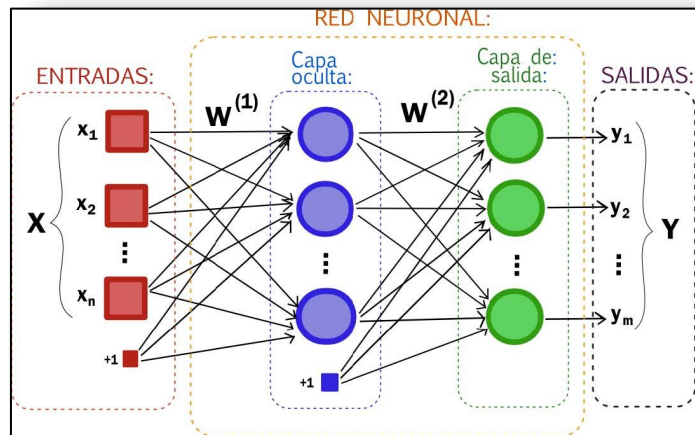 RED NEURONAL:
ENTRADAS:
Capa
oculta:
Capa de:
salida:
SALIDAS:
W(1)
W(2)
X
x1
x2
⋮
xn
+1
⋮
+1
⋮
y1
y2
⋮
ym
Y